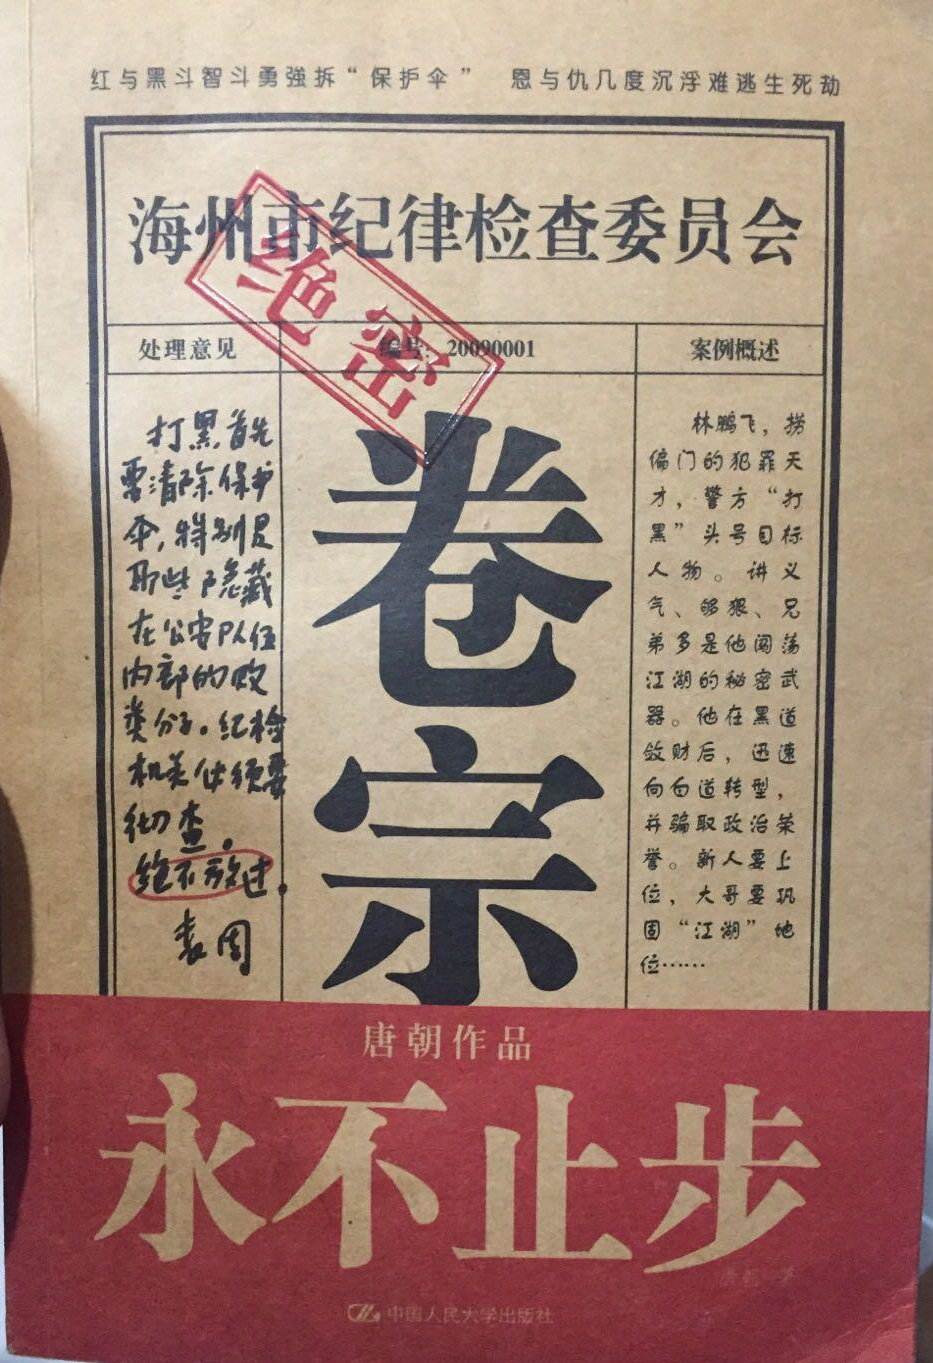 红与黑斗智斗勇强拆“保护伞” 恩与仇几度沉浮难逃生死劫
海州市纪律检查委员会
绝密
处理意见
编号：20090001
案例概述
打黑首先
需清除保护
伞，特别是
那些隐藏
在公安队伍
内部的败
类分子。纪检
机关必须要
彻查。
绝不放过。
袁国
卷宗
林鹏飞，捞
偏门的犯罪天
才，警方“打
黑”头号目标
人物。讲义
气、够狠、兄
弟多是他闯荡
江湖的秘密武
器。他在黑道
敛财后，迅速
向白道转型，
并骗取政治荣
誉。新人要上
位，大哥要巩
固“江湖”地
位……
唐朝作品
永不止步
中国人民大学出版社